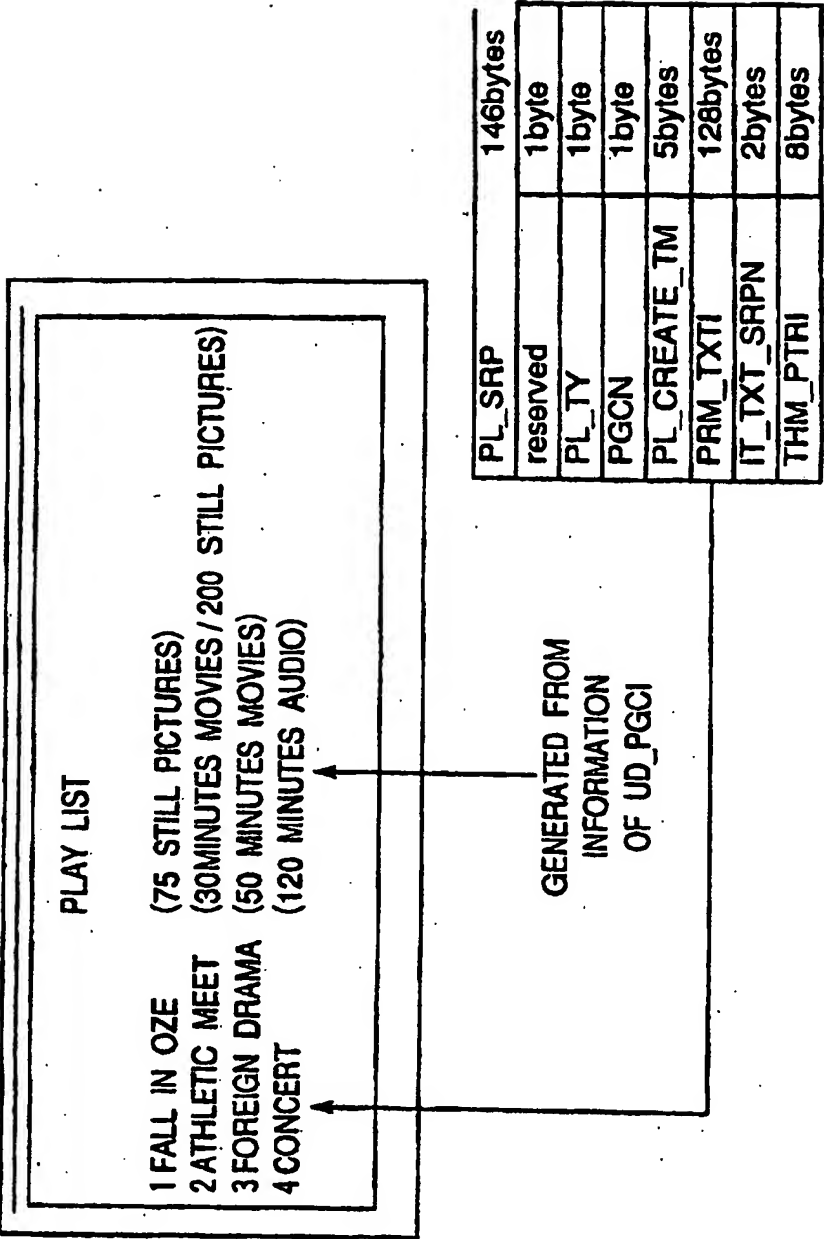 PLAY LIST
1 FALL IN OZE (75 STILL PICTURES)
2 ATHLETIC MEET (30MINUTES MOVIES / 200 STILL PICTURES)
3 FOREIGN DRAMA (50 MINUTES MOVIES)
4 CONCERT (120 MINUTES AUDIO)
GENERATED FROM
INFORMATION
OF UD_PGCI
PL_SRP 146bytes
reserved 1byte
PL_TY 1byte
PGCN 1byte
PL_CREATE_TM 5bytes
PRM_TXTI 128bytes
IT_TXT_SRPN 2bytes
THM_PTRI 8bytes